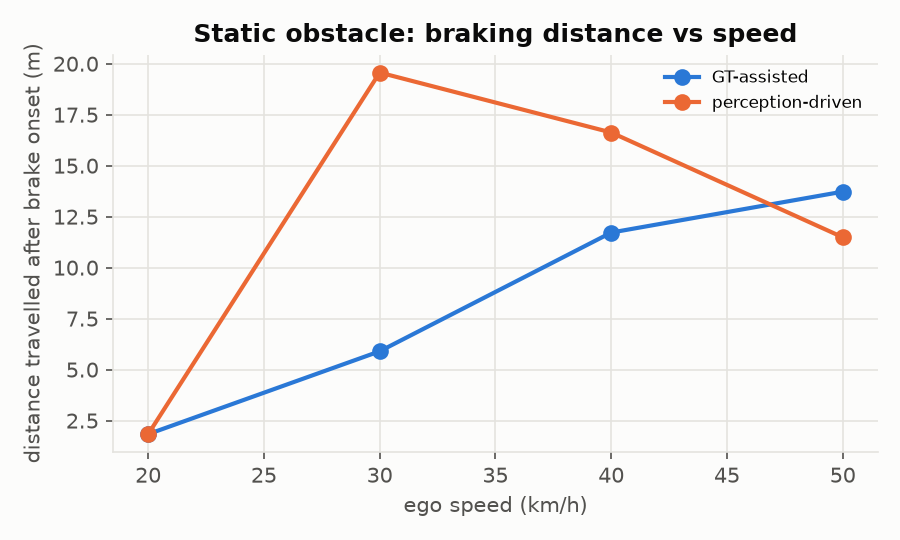 Static obstacle: braking distance vs speed
GT-assisted
perception-driven
distance travelled after brake onset (m)
20.0
17.5
15.0
12.5
10.0
7.5
5.0
2.5
20 25 30 35 40 45 50
ego speed (km/h)